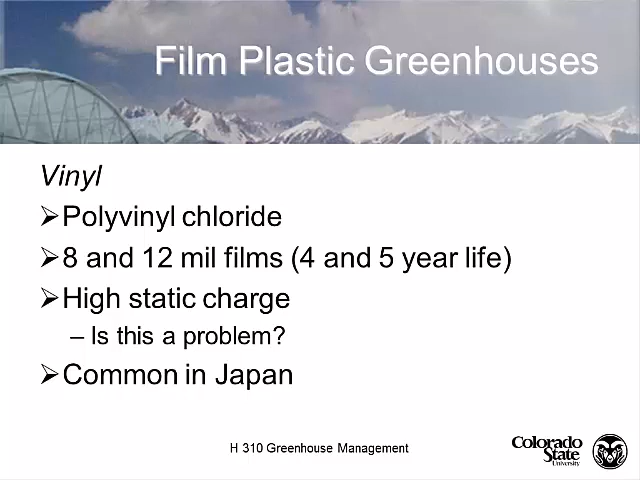 Film Plastic Greenhouses
Vinyl
➢Polyvinyl chloride
➢8 and 12 mil films (4 and 5 year life)
➢High static charge
– Is this a problem?
➢Common in Japan
H 310 Greenhouse Management
Colorado
State
University